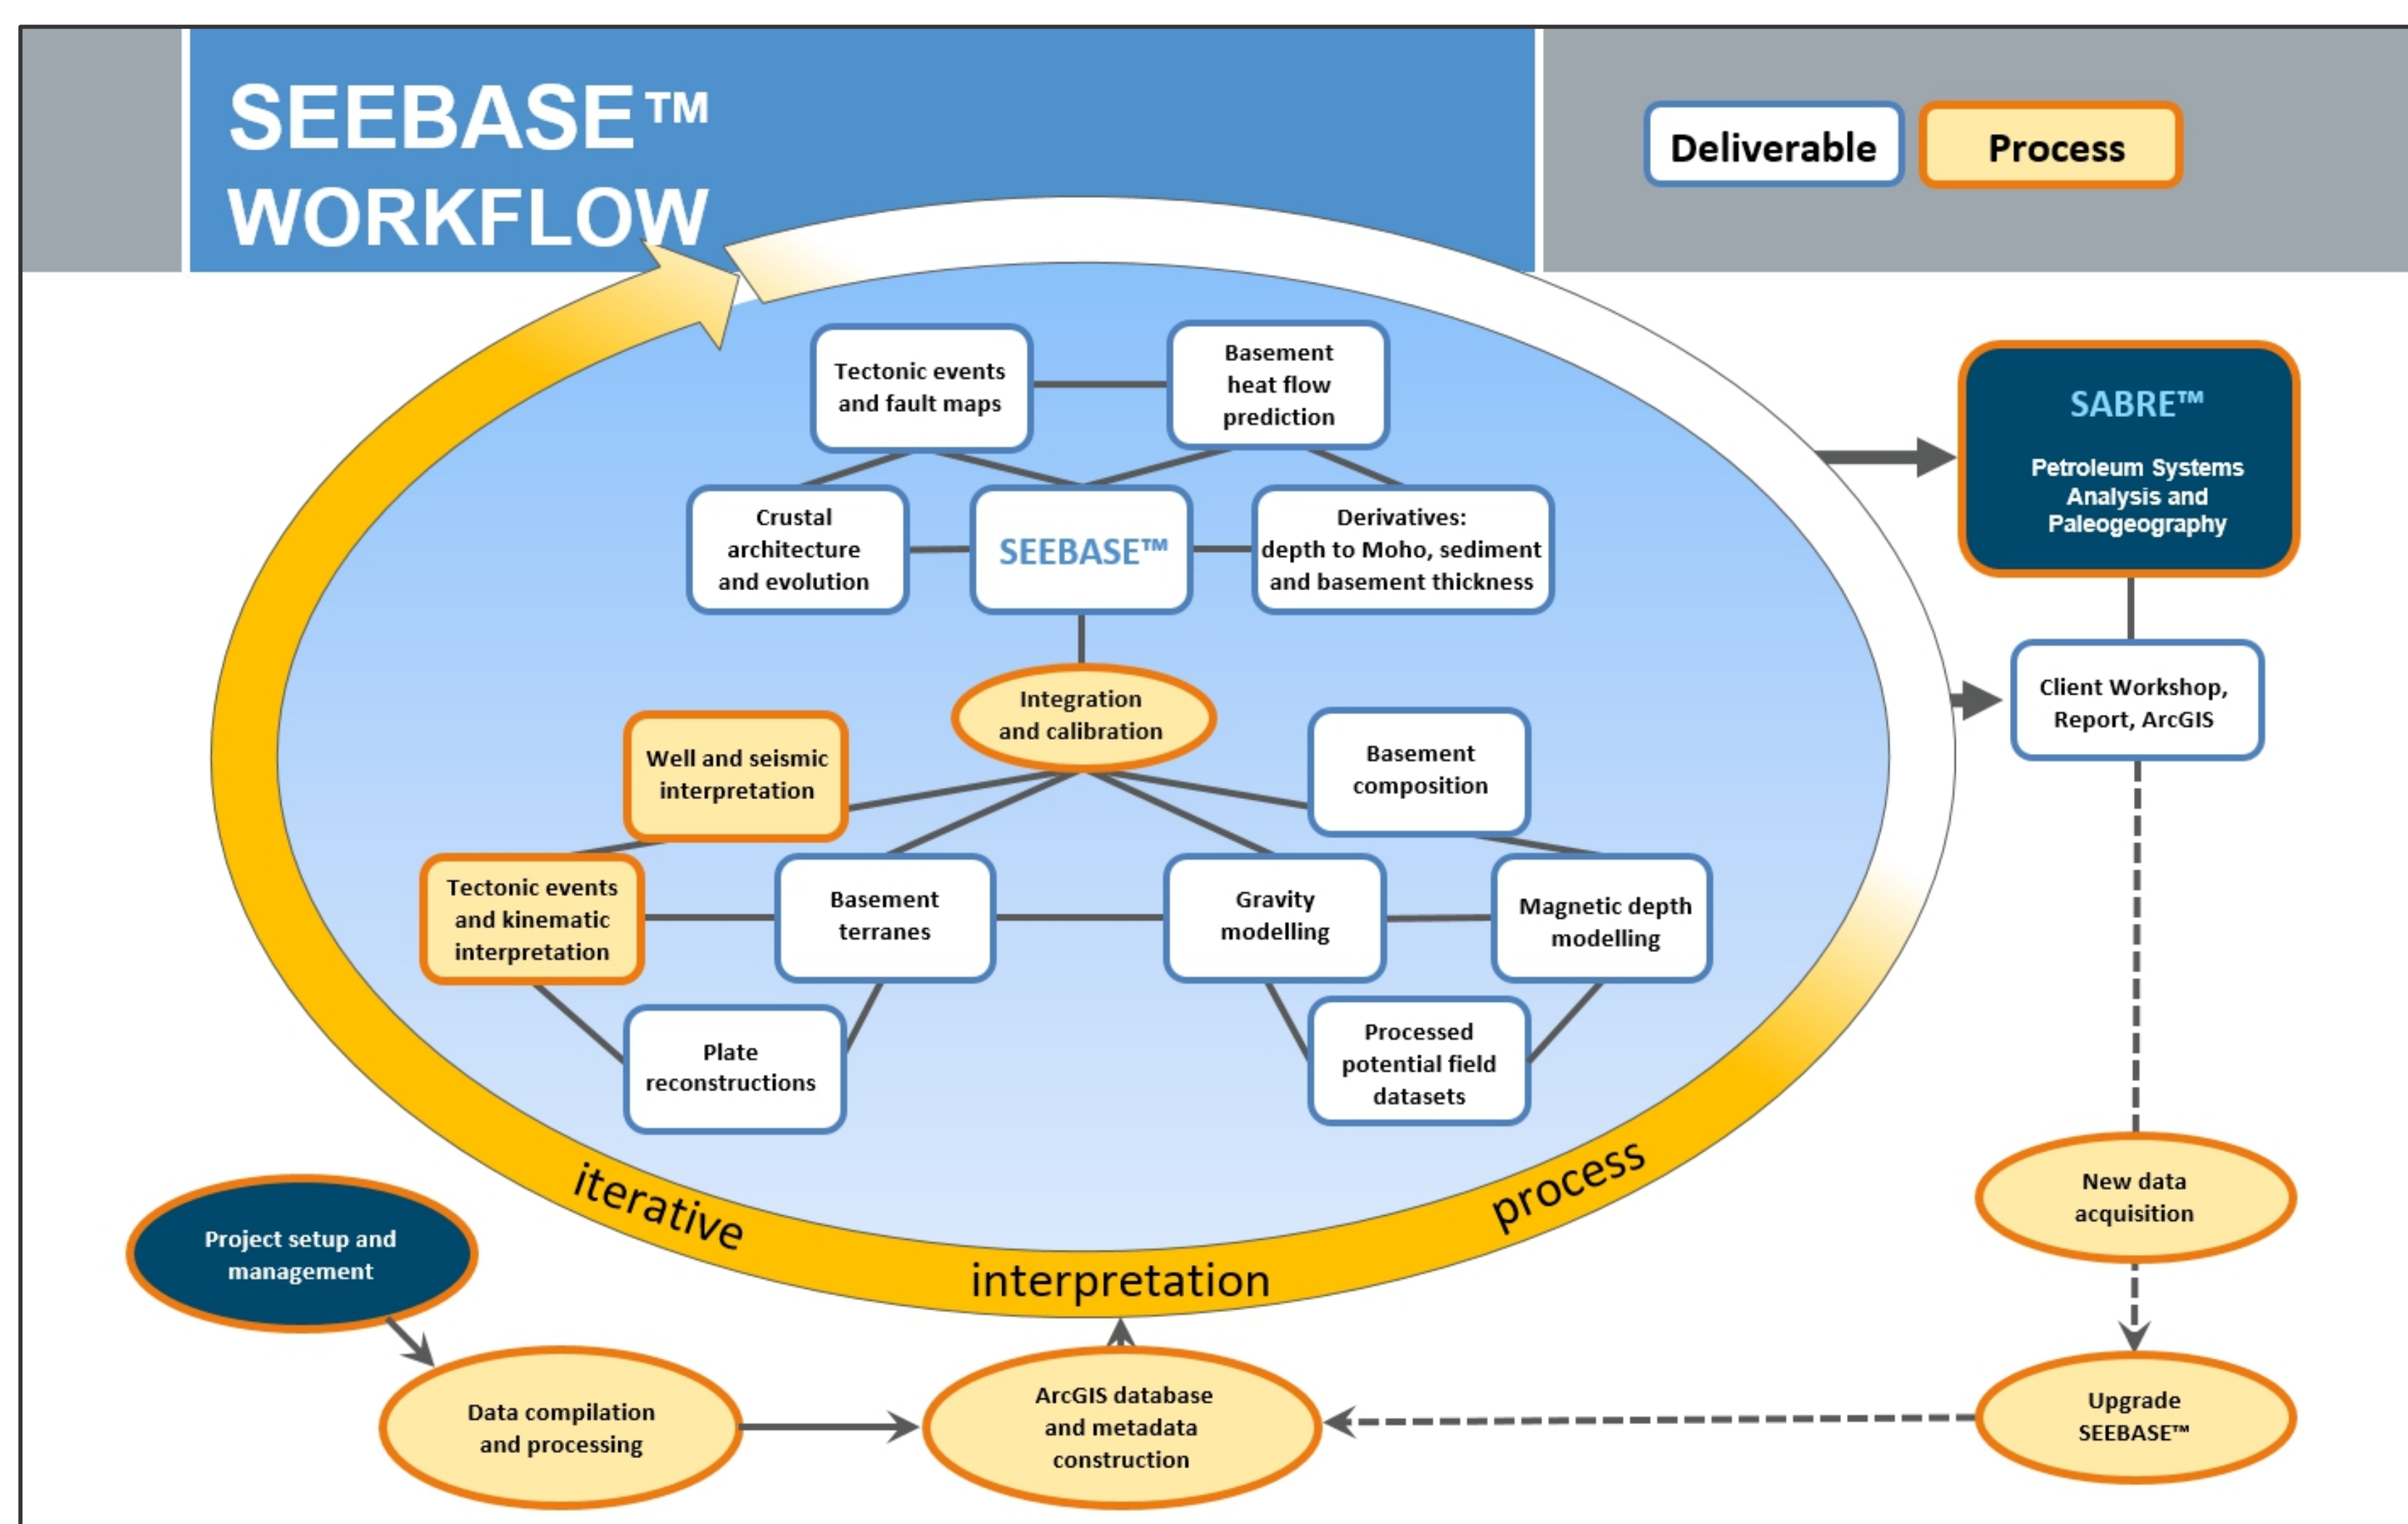 SEEBASE™
WORKFLOW
Deliverable
Process
Tectonic events
and fault maps
Basement
heat flow
prediction
Crustal
architecture
and evolution
SEEBASE™
Derivatives:
depth to Moho, sediment
and basement thickness
SABRE™
Petroleum Systems
Analysis and
Paleogeography
Client Workshop,
Report, ArcGIS
Integration
and calibration
Well and seismic
interpretation
Basement
composition
Tectonic events
and kinematic
interpretation
Basement
terranes
Gravity
modelling
Magnetic depth
modelling
Plate
reconstructions
Processed
potential field
datasets
iterative
interpretation
process
Project setup and
management
Data compilation
and processing
ArcGIS database
and metadada
construction
New data
acquisition
Upgrade
SEEBASE™